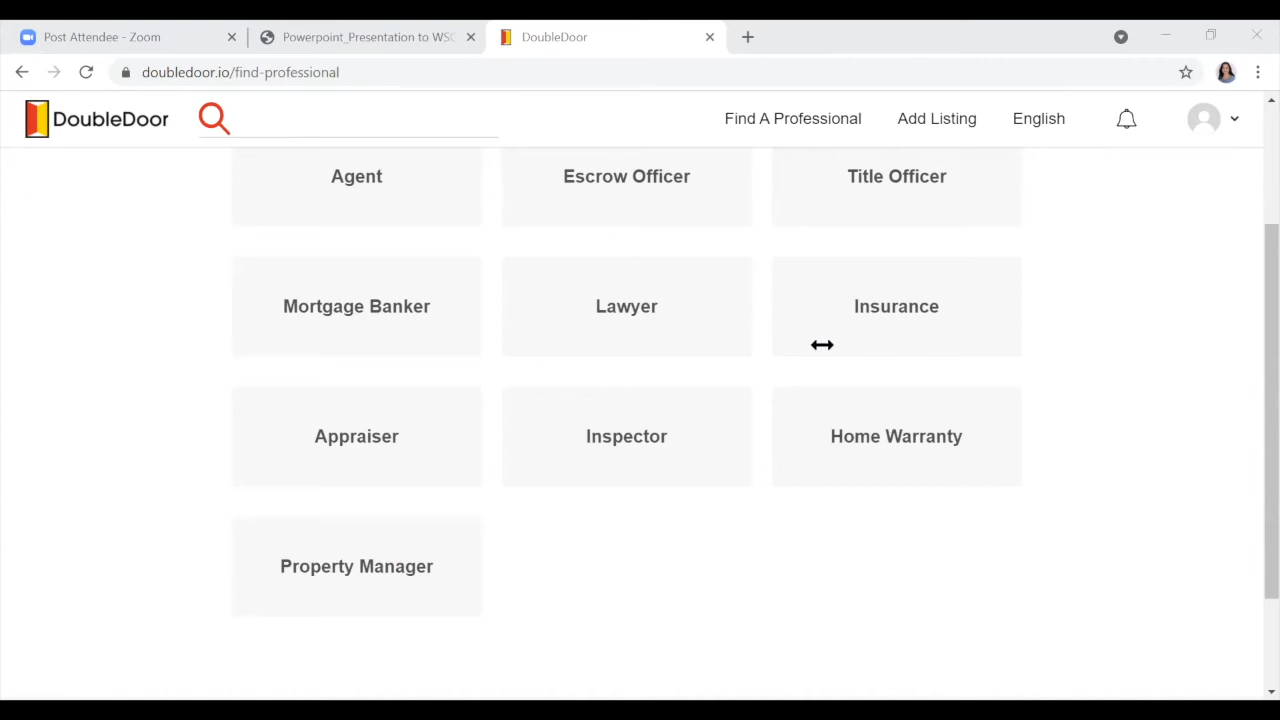 Post Attendee - Zoom
Powerpoint_Presentation to WSC
DoubleDoor
doubledoor.io/find-professional
DoubleDoor
Find A Professional
Add Listing
English
Agent
Escrow Officer
Title Officer
Mortgage Banker
Lawyer
Insurance
Appraiser
Inspector
Home Warranty
Property Manager